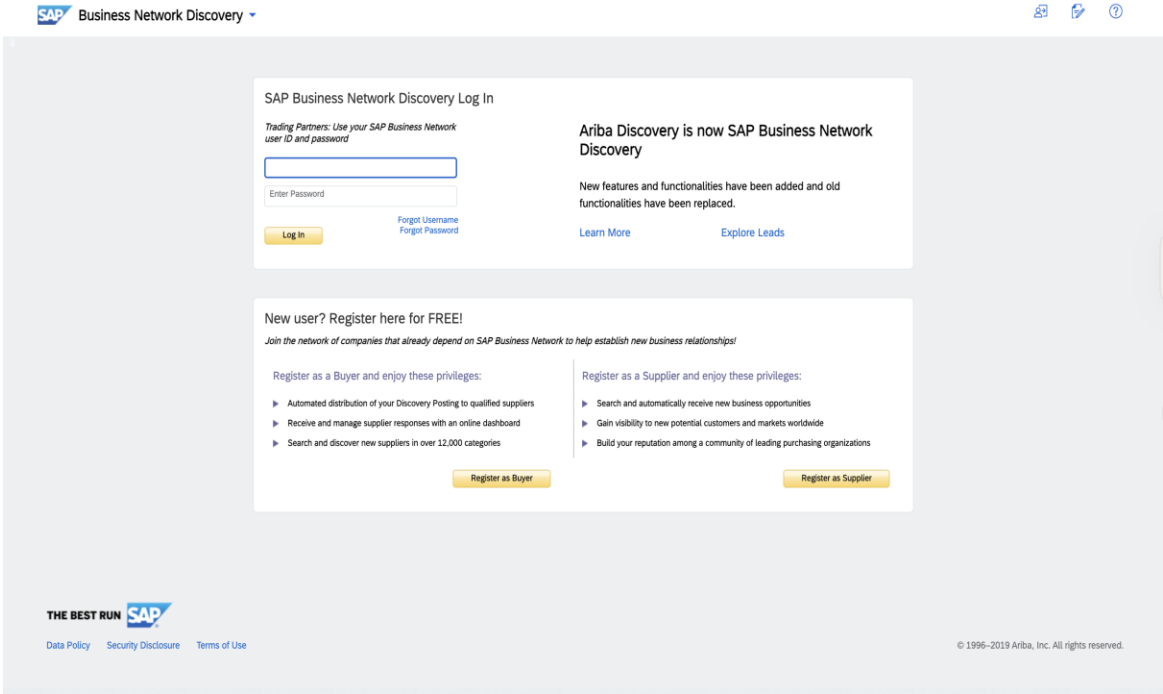 SAP Business Network Discovery
SAP Business Network Discovery Log In
Trading Partners: Use your SAP Business Network
user ID and password
Enter Password
Forgot Username
Forgot Password
Log In
Ariba Discovery is now SAP Business Network
Discovery
New features and functionalities have been added and old
functionalities have been replaced.
Learn More Explore Leads
New user? Register here for FREE!
Join the network of companies that already depend on SAP Business Network to help establish new business relationships!
Register as a Buyer and enjoy these privileges:
Automated distribution of your Discovery Posting to qualified suppliers
Receive and manage supplier responses with an online dashboard
Search and discover new suppliers in over 12,000 categories
Register as Buyer
Register as a Supplier and enjoy these privileges:
Search and automatically receive new business opportunities
Gain visibility to new potential customers and markets worldwide
Build your reputation among a community of leading purchasing organizations
Register as Supplier
THE BEST RUN SAP
Data Policy Security Disclosure Terms of Use
© 1996–2019 Ariba, Inc. All rights reserved.